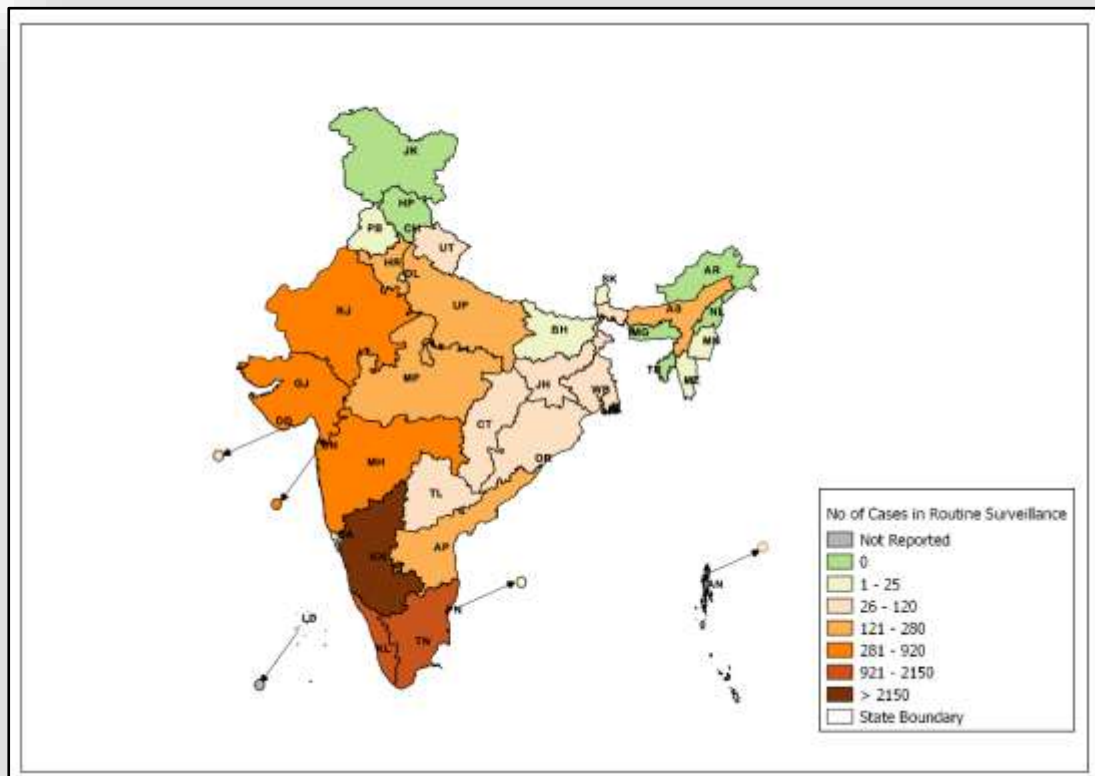 JK
HP
CH
PB
UT
HR
DL
SK
AR
RJ
UP
AS
NL
BH
MG
MN
TR
MZ
GJ
MP
JH
WB
CT
DD
DN
OR
MH
TL
GA
AP
KA
AN
LD
TN
KL
No of Cases in Routine Surveillance
Not Reported
0
1 - 25
26 - 120
121 - 280
281 - 920
921 - 2150
> 2150
State Boundary